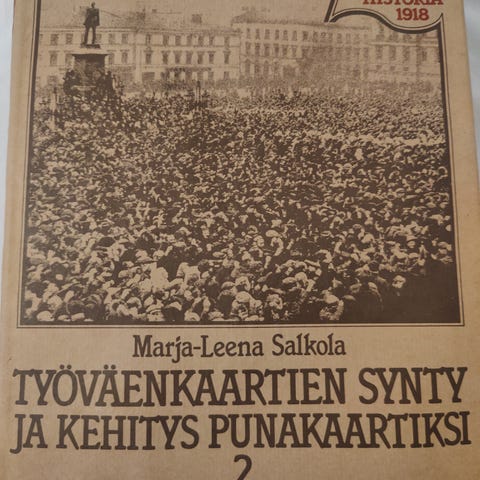 HISTORIA
1918
Marja-Leena Salkola
TYÖVÄENKAARTIEN SYNTY
JA KEHITYS PUNAKAARTIKSI
2